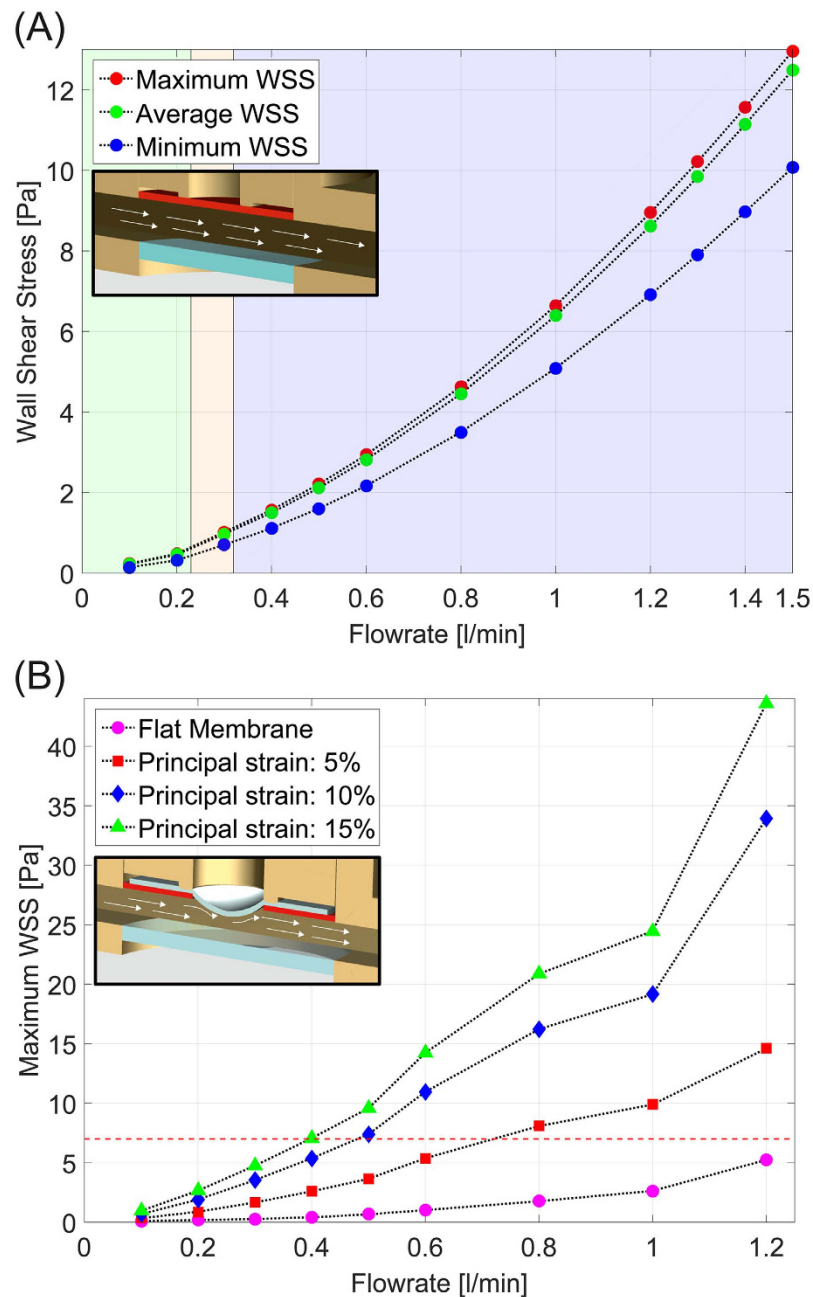 (A)
Wall Shear Stress [Pa]
12
10
8
6
4
2
0
Maximum WSS
Average WSS
Minimum WSS
0 0.2 0.4 0.6 0.8 1 1.2 1.4 1.5
Flowrate [l/min]
(B)
Maximum WSS [Pa]
40
35
30
25
20
15
10
5
0
Flat Membrane
Principal strain: 5%
Principal strain: 10%
Principal strain: 15%
0 0.2 0.4 0.6 0.8 1 1.2
Flowrate [l/min]